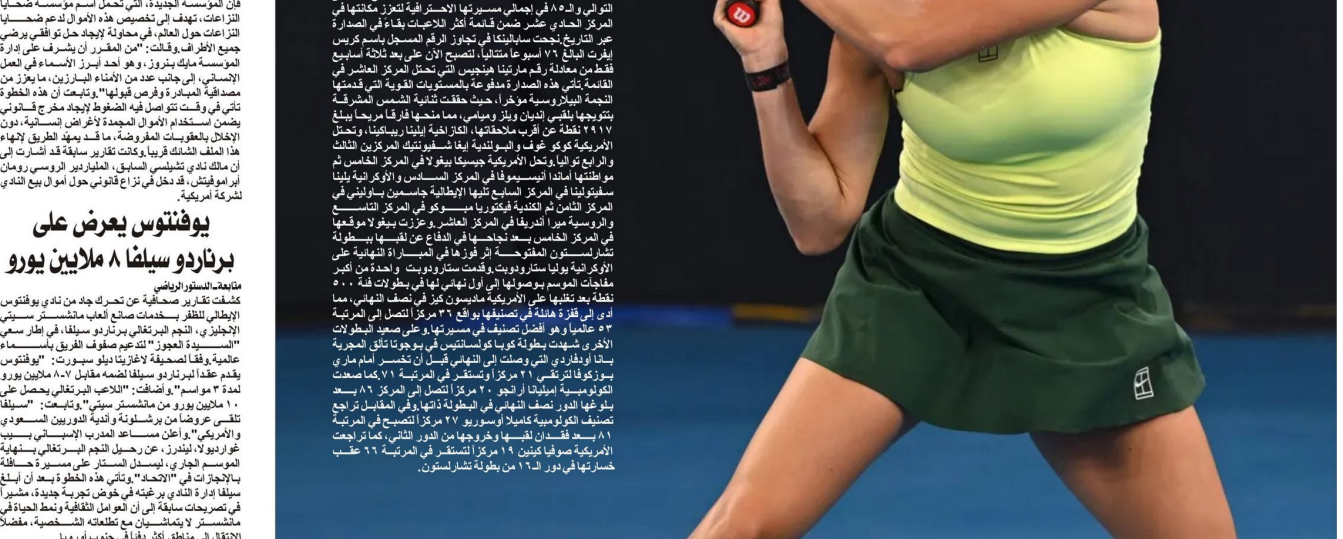 التوالي والـ٨٥ في إجمالي مسيرتها الاحترافية لتعزز مكانتها في
المركز الحادي عشر ضمن قائمة أكثر اللاعبات بقاءً في الصدارة
عبر التاريخ.نجحت سابالينكا في تجاوز الرقم المسجل باسم كريس
إيفرت البالغ ٧٦ أسبوعاً متتالياً، لتصبح الآن على بعد ثلاثة أسابيع
فقط من معادلة رقم مارتينا هينجيس التي تحتل المركز العاشر في
القائمة.تأتي هذه الصدارة مدفوعة بالمستويات القوية التي قدمتها
النجمة البيلاروسية مؤخراً، حيث حققت ثنائية الشمس المشرقة
بتتويجها بلقبي إنديان ويلز وميامي، مما منحها فارقاً مريحاً يبلغ
٢٩١٧ نقطة عن أقرب ملاحقاتها، الكازاخية إيلينا ريباكينا، وتحتل
الأمريكية كوكو غوف والبولندية إيغا شفيونتيك المركزين الثالث
والرابع توالياً.وتحل الأمريكية جيسيكا بيغولا في المركز الخامس ثم
مواطنتها أماندا أنيسيموفا في المركز السادس والأوكرانية يلينا
سفيتولينا في المركز السابع تليها الإيطالية جاسمين باوليني في
المركز الثامن ثم الكندية فيكتوريا مبوكو في المركز التاسع
والروسية ميرا أندريفا في المركز العاشر.وعززت بيغولا موقعها
في المركز الخامس بعد نجاحها في الدفاع عن لقبها ببطولة
تشارلستون المفتوحة إثر فوزها في المباراة النهائية على
الأوكرانية يوليا ستارودوبت.وقدمت ستارودوبت واحدة من أكبر
مفاجآت الموسم بوصولها إلى أول نهائي لها في بطولات فئة ٥٠٠
نقطة بعد تغلبها على الأمريكية ماديسون كيز في نصف النهائي، مما
أدى إلى قفزة هائلة في تصنيفها بواقع ٣٦ مركزاً لتصل إلى المرتبة
٥٣ عالمياً وهو أفضل تصنيف في مسيرتها.وعلى صعيد البطولات
الأخرى شهدت بطولة كوبا كولسانتيس في بوجوتا تألق المجرية
بانا أودفاردي التي وصلت إلى النهائي قبل أن تخسر أمام ماري
بوزكوفا لترتقي ٢١ مركزاً وتستقر في المرتبة ٧١.كما صعدت
الكولومبية إميليانا أرانجو ٢٠ مركزاً لتصل إلى المركز ٨٦ بعد
بلوغها الدور نصف النهائي في البطولة ذاتها.وفي المقابل تراجع
تصنيف الكولومبية كاميلا أوسوريو ٢٧ مركزاً لتصبح في المرتبة
٨١ بعد فقدان لقبها وخروجها من الدور الثاني، كما تراجعت
الأمريكية صوفيا كينين ١٩ مركزاً لتستقر في المرتبة ٦٦ عقب
خسارتها في دور الـ١٦ من بطولة تشارلستون.
فإن المؤسسة الجديدة، التي تحمل اسم مؤسسة ضحايا
النزاعات، تهدف إلى تخصيص هذه الأموال لدعم ضحايا
النزاعات حول العالم، في محاولة لإيجاد حل توافقي يرضي
جميع الأطراف.وقالت: "من المقرر أن يشرف على إدارة
المؤسسة مايك بنروز، وهو أحد أبرز الأسماء في العمل
الإنساني، إلى جانب عدد من الأمناء البارزين، ما يعزز من
مصداقية المبادرة وفرص قبولها".وتابعت أن هذه الخطوة
تأتي في وقت تتواصل فيه الضغوط لإيجاد مخرج قانوني
يضمن استخدام الأموال المجمدة لأغراض إنسانية، دون
الإخلال بالعقوبات المفروضة، ما قد يمهد الطريق لإنهاء
هذا الملف الشائك قريباً.وكانت تقارير سابقة قد أشارت إلى
أن مالك نادي تشيلسي السابق، الملياردير الروسي رومان
أبراموفيتش، قد دخل في نزاع قانوني حول أموال بيع النادي
لشركة أمريكية.
يوفنتوس يعرض على
برناردو سيلفا ٨ ملايين يورو
متابعة-الدستور الرياضي
كشفت تقارير صحافية عن تحرك جاد من نادي يوفنتوس
الإيطالي للظفر بخدمات صانع ألعاب مانشستر سيتي
الإنجليزي، النجم البرتغالي برناردو سيلفا، في إطار سعي
"السيدة العجوز" لتدعيم صفوف الفريق بأسماء
عالمية.وفقاً لصحيفة لاغازيتا ديلو سبورت: "يوفنتوس
يقدم عقداً لبرناردو سيلفا لضمه مقابل ٧-٨ ملايين يورو
لمدة ٣ مواسم".وأضافت: "اللاعب البرتغالي يحصل على
١٠ ملايين يورو من مانشستر سيتي".وتابعت: "سيلفا
تلقى عروضاً من برشلونة وأندية الدوريين السعودي
والأمريكي".وأعلن مساعد المدرب الإسباني بيب
غوارديولا، ليندرز، عن رحيل النجم البرتغالي بنهاية
الموسم الجاري، ليسدل الستار على مسيرة حافلة
بالإنجازات في "الاتحاد".وتأتي هذه الخطوة بعد أن أبلغ
سيلفا إدارة النادي برغبته في خوض تجربة جديدة، مشيراً
في تصريحات سابقة إلى أن العوامل الثقافية ونمط الحياة في
مانشستر لا يتماشيان مع تطلعاته الشخصية، مفضلاً
الانتقال إلى مناطق أكثر دفئاً في جنوب أوروبا.